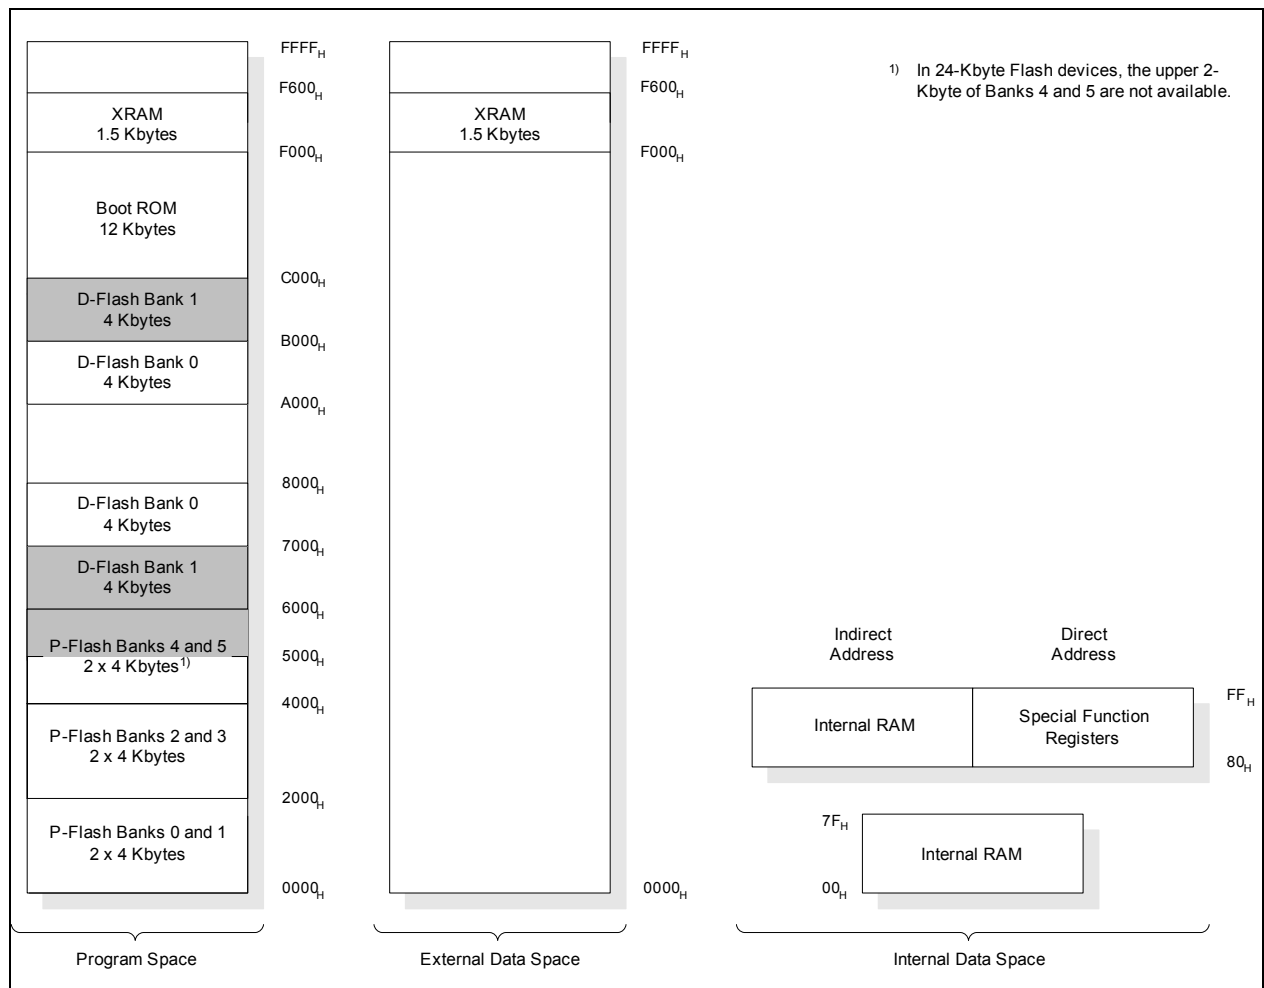 FFFFH
F600H
XRAM
1.5 Kbytes
F000H
Boot ROM
12 Kbytes
C000H
D-Flash Bank 1
4 Kbytes
B000H
D-Flash Bank 0
4 Kbytes
A000H
8000H
D-Flash Bank 0
4 Kbytes
7000H
D-Flash Bank 1
4 Kbytes
6000H
P-Flash Banks 4 and 5
2 x 4 Kbytes1)
5000H
4000H
P-Flash Banks 2 and 3
2 x 4 Kbytes
2000H
P-Flash Banks 0 and 1
2 x 4 Kbytes
0000H
Program Space
FFFFH
F600H
XRAM
1.5 Kbytes
F000H
0000H
External Data Space
1) In 24-Kbyte Flash devices, the upper 2-
Kbyte of Banks 4 and 5 are not available.
Indirect
Address
Direct
Address
Internal RAM
Special Function
Registers
FFH
80H
7FH
Internal RAM
00H
Internal Data Space